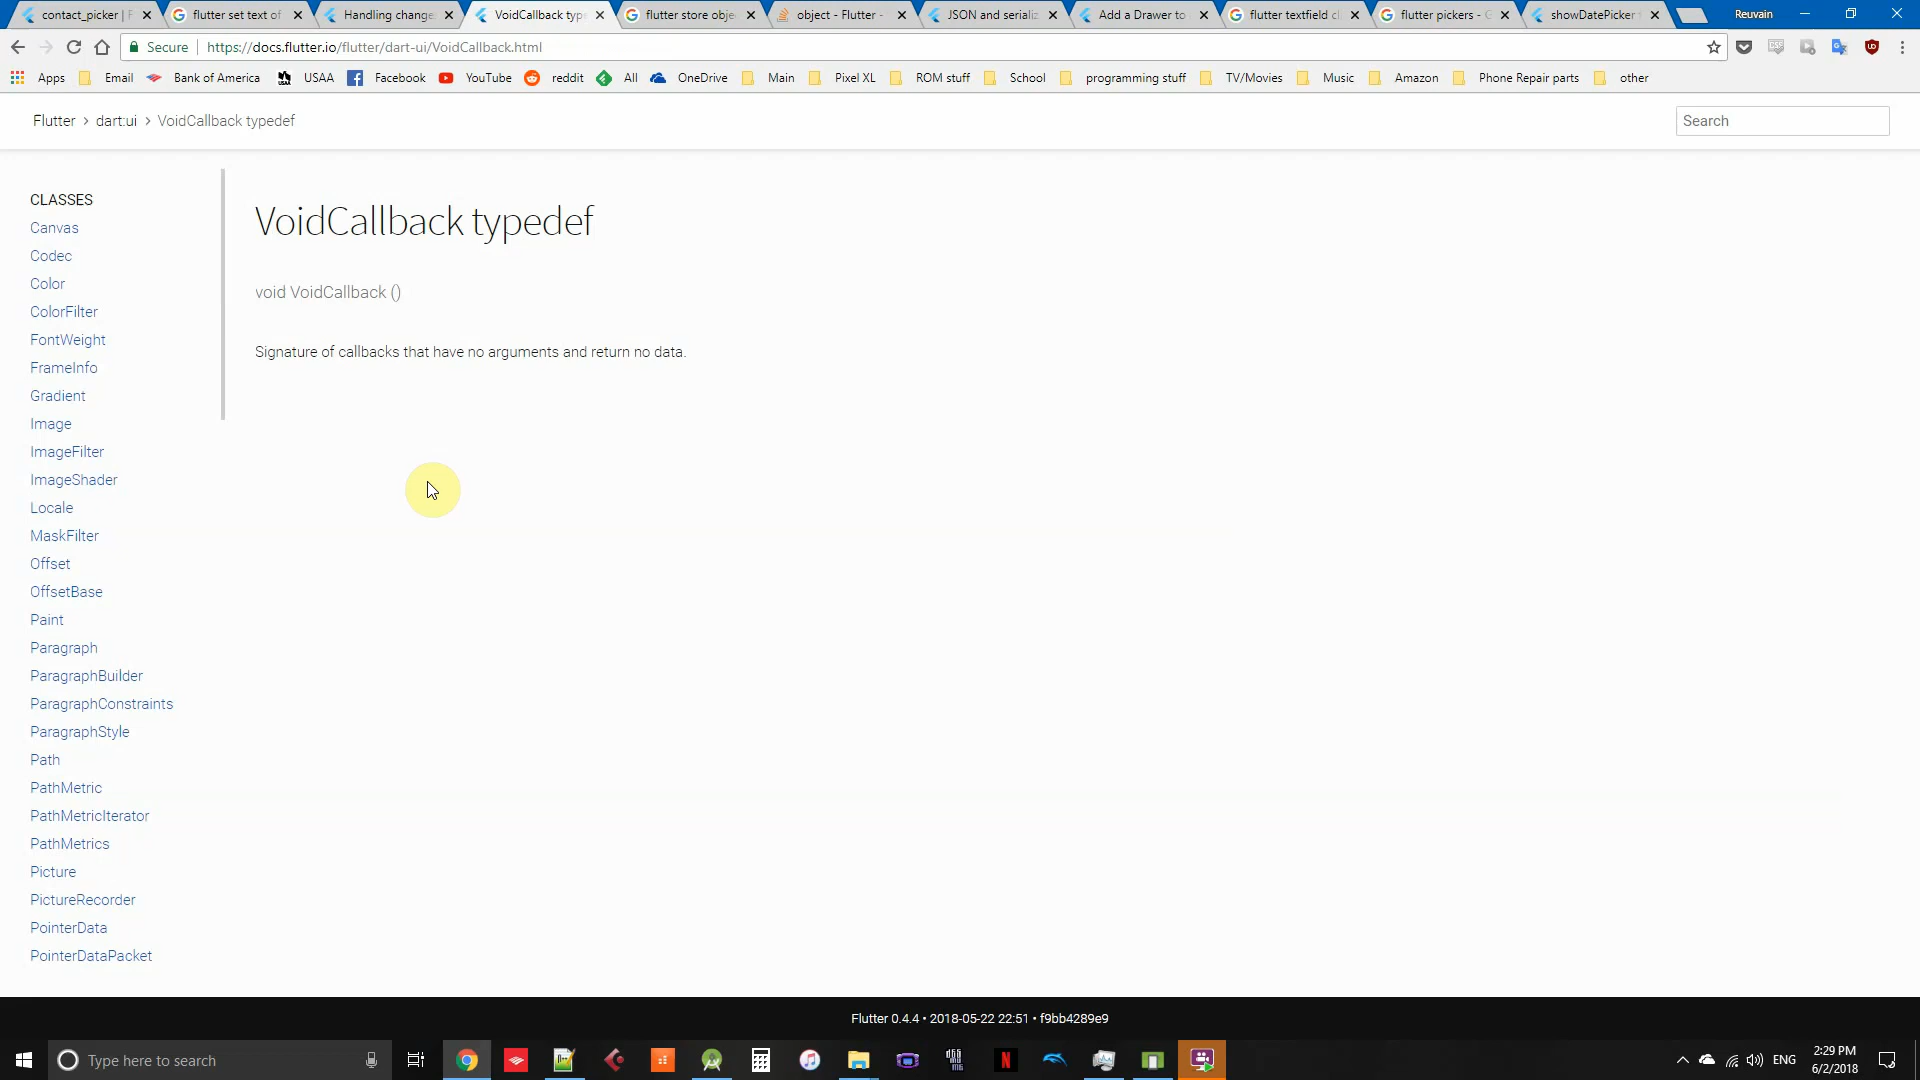 contact_picker | F
flutter set text of
Handling change
VoidCallback type
flutter store obje
object - Flutter -
JSON and serializ
Add a Drawer to
flutter textfield cl
flutter pickers - G
showDatePicker f
Reuvain
Secure
https://docs.flutter.io/flutter/dart-ui/VoidCallback.html
Apps
Email
Bank of America
USAA
Facebook
YouTube
reddit
All
OneDrive
Main
Pixel XL
ROM stuff
School
programming stuff
TV/Movies
Music
Amazon
Phone Repair parts
other
Flutter › dart:ui › VoidCallback typedef
Search
CLASSES
Canvas
Codec
Color
ColorFilter
FontWeight
FrameInfo
Gradient
Image
ImageFilter
ImageShader
Locale
MaskFilter
Offset
OffsetBase
Paint
Paragraph
ParagraphBuilder
ParagraphConstraints
ParagraphStyle
Path
PathMetric
PathMetricIterator
PathMetrics
Picture
PictureRecorder
PointerData
PointerDataPacket
VoidCallback typedef
void VoidCallback ()
Signature of callbacks that have no arguments and return no data.
Flutter 0.4.4 • 2018-05-22 22:51 • f9bb4289e9
Type here to search
ENG
2:29 PM
6/2/2018